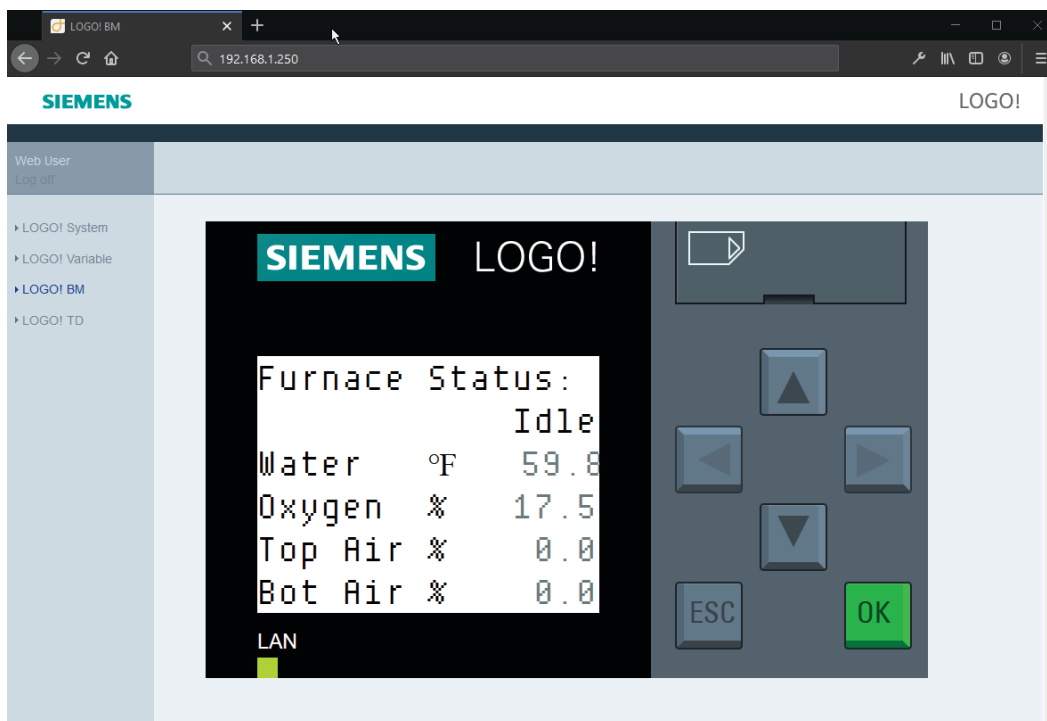 LOGO! BM
192.168.1.250
SIEMENS LOGO!
Web User
Log off
LOGO! System
LOGO! Variable
LOGO! BM
LOGO! TD
SIEMENS LOGO!
Furnace Status:
Idle
Water °F 59.8
Oxygen % 17.5
Top Air % 0.0
Bot Air % 0.0
ESC OK
LAN